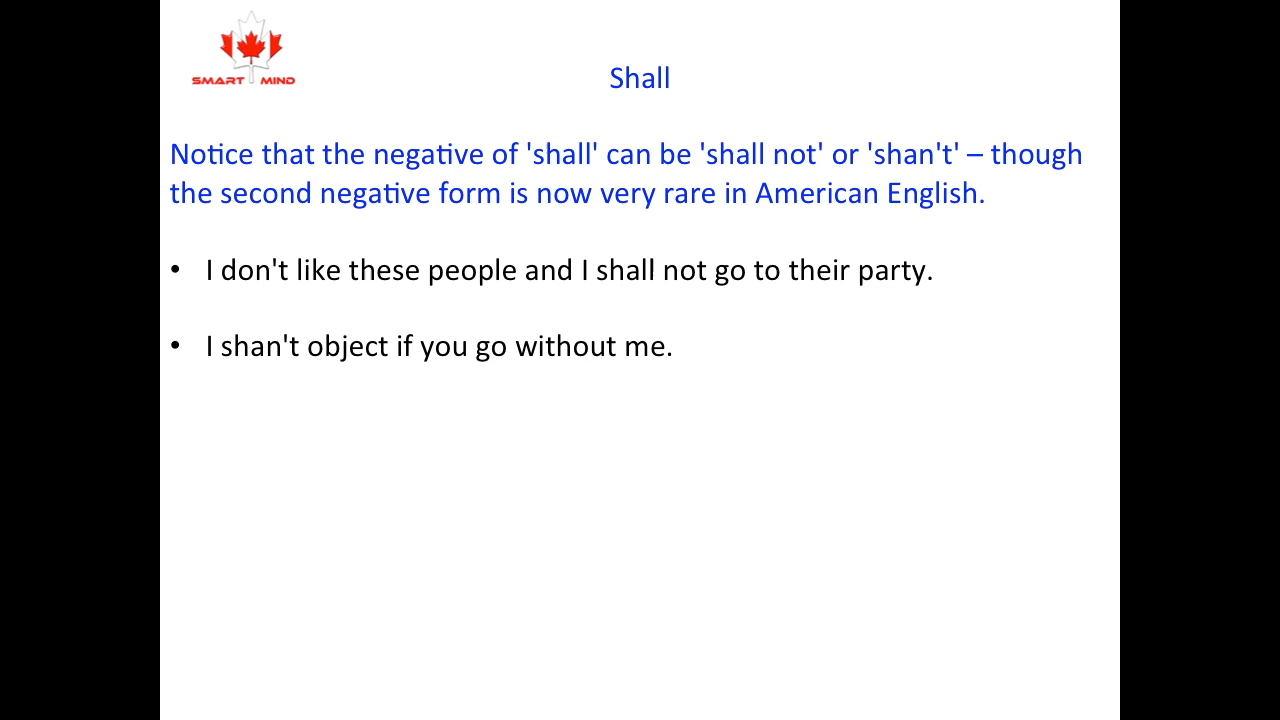 SMART MIND
Shall
Notice that the negative of 'shall' can be 'shall not' or 'shan't' – though
the second negative form is now very rare in American English.
• I don't like these people and I shall not go to their party.
• I shan't object if you go without me.